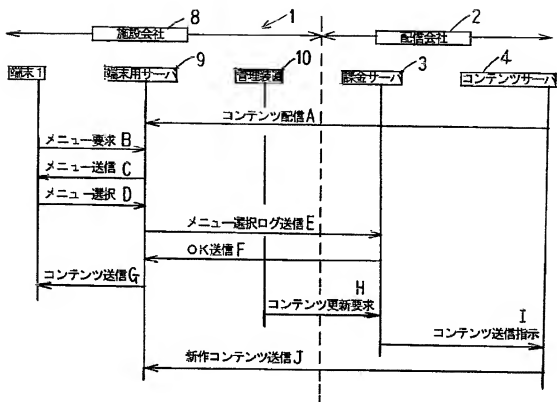 8
1
2
施設会社
配信会社
9
10
3
4
端末1
端末用サーバ
管理装置
課金サーバ
コンテンツサーバ
コンテンツ配信A
メニュー要求 B
メニュー送信 C
メニュー選択 D
メニュー選択ログ送信E
OK送信F
コンテンツ送信G
H
コンテンツ更新要求
I
コンテンツ送信指示
新作コンテンツ送信J